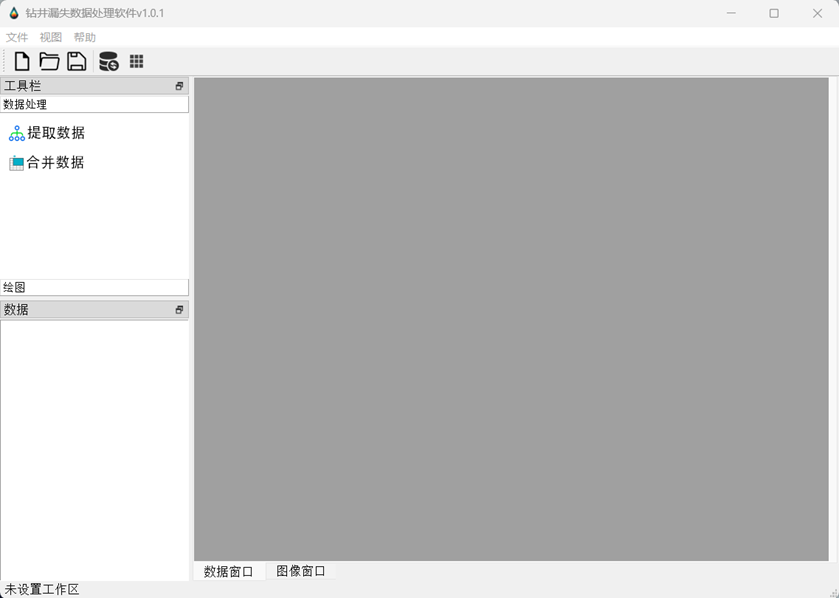 钻井漏失数据处理软件v1.0.1
文件 视图 帮助
工具栏
数据处理
提取数据
合并数据
绘图
数据
数据窗口 图像窗口
未设置工作区